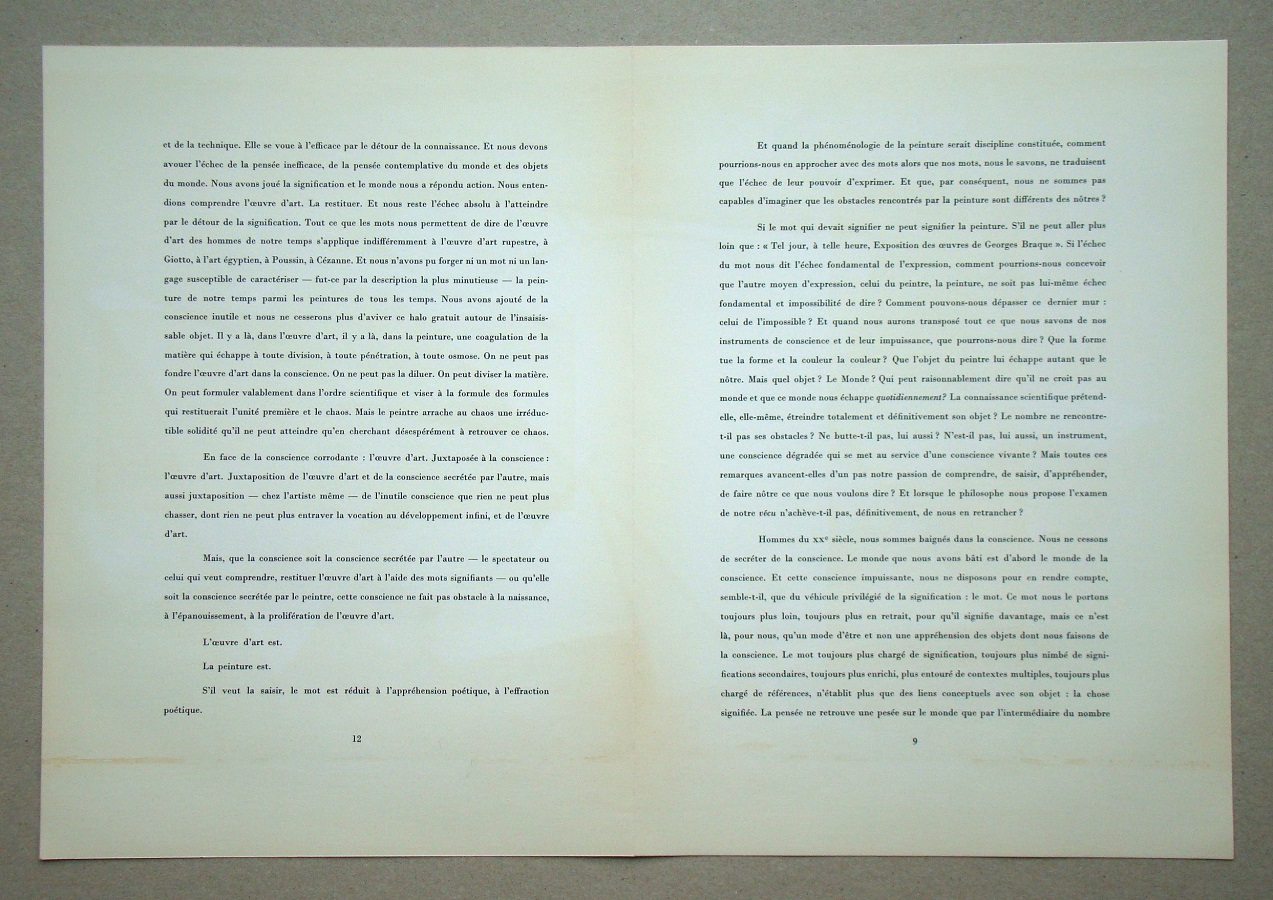 et de la technique. Elle se voue à l'efficace par le détour de la connaissance. Et nous devons
avouer l'échec de la pensée inefficace, de la pensée contemplative du monde et des objets
du monde. Nous avons joué la signification et le monde nous a répondu action. Nous enten-
dions comprendre l'œuvre d'art. La restituer. Et nous reste l'échec absolu à l'atteindre
par le détour de la signification. Tout ce que les mots nous permettent de dire de l'œuvre
d'art des hommes de notre temps s'applique indifféremment à l'œuvre d'art rupestre, à
Giotto, à l'art égyptien, à Poussin, à Cézanne. Et nous n'avons pu forger ni un mot ni un lan-
gage susceptible de caractériser — fut-ce par la description la plus minutieuse — la pein-
ture de notre temps parmi les peintures de tous les temps. Nous avons ajouté de la
conscience inutile et nous ne cesserons plus d'aviver ce halo gratuit autour de l'insaisis-
sable objet. Il y a là, dans l'œuvre d'art, il y a là, dans la peinture, une coagulation de la
matière qui échappe à toute division, à toute pénétration, à toute osmose. On ne peut pas
fondre l'œuvre d'art dans la conscience. On ne peut pas la diluer. On peut diviser la matière.
On peut formuler valablement dans l'ordre scientifique et viser à la formule des formules
qui restituerait l'unité première et le chaos. Mais le peintre arrache au chaos une irréduc-
tible solidité qu'il ne peut atteindre qu'en cherchant désespérément à retrouver ce chaos.
En face de la conscience corrodante : l'œuvre d'art. Juxtaposée à la conscience :
l'œuvre d'art. Juxtaposition de l'œuvre d'art et de la conscience secrétée par l'autre, mais
aussi juxtaposition — chez l'artiste même — de l'inutile conscience que rien ne peut plus
chasser, dont rien ne peut plus entraver la vocation au développement infini, et de l'œuvre
d'art.
Mais, que la conscience soit la conscience secrétée par l'autre — le spectateur ou
celui qui veut comprendre, restituer l'œuvre d'art à l'aide des mots signifiants — ou qu'elle
soit la conscience secrétée par le peintre, cette conscience ne fait pas obstacle à la naissance,
à l'épanouissement, à la prolifération de l'œuvre d'art.
L'œuvre d'art est.
La peinture est.
S'il veut la saisir, le mot est réduit à l'appréhension poétique, à l'effraction
poétique.
12
Et quand la phénoménologie de la peinture serait discipline constituée, comment
pourrions-nous en approcher avec des mots alors que nos mots, nous le savons, ne traduisent
que l'échec de leur pouvoir d'exprimer. Et que, par conséquent, nous ne sommes pas
capables d'imaginer que les obstacles rencontrés par la peinture sont différents des nôtres ?
Si le mot qui devait signifier ne peut signifier la peinture. S'il ne peut aller plus
loin que : « Tel jour, à telle heure, Exposition des œuvres de Georges Braque ». Si l'échec
du mot nous dit l'échec fondamental de l'expression, comment pourrions-nous concevoir
que l'autre moyen d'expression, celui du peintre, la peinture, ne soit pas lui-même échec
fondamental et impossibilité de dire ? Comment pouvons-nous dépasser ce dernier mur :
celui de l'impossible ? Et quand nous aurons transposé tout ce que nous savons de nos
instruments de conscience et de leur impuissance, que pourrons-nous dire ? Que la forme
tue la forme et la couleur la couleur ? Que l'objet du peintre lui échappe autant que le
nôtre. Mais quel objet ? Le Monde ? Qui peut raisonnablement dire qu'il ne croit pas au
monde et que ce monde nous échappe quotidiennement ? La connaissance scientifique prétend-
elle, elle-même, étreindre totalement et définitivement son objet ? Le nombre ne rencontre-
t-il pas ses obstacles ? Ne butte-t-il pas, lui aussi ? N'est-il pas, lui aussi, un instrument,
une conscience dégradée qui se met au service d'une conscience vivante ? Mais toutes ces
remarques avancent-elles d'un pas notre passion de comprendre, de saisir, d'appréhender,
de faire nôtre ce que nous voulons dire ? Et lorsque le philosophe nous propose l'examen
de notre vécu n'achève-t-il pas, définitivement, de nous en retrancher ?
Hommes du XXe siècle, nous sommes baignés dans la conscience. Nous ne cessons
de secréter de la conscience. Le monde que nous avons bâti est d'abord le monde de la
conscience. Et cette conscience impuissante, nous ne disposons pour en rendre compte,
semble-t-il, que du véhicule privilégié de la signification : le mot. Ce mot nous le portons
toujours plus loin, toujours plus en retrait, pour qu'il signifie davantage, mais ce n'est
là, pour nous, qu'un mode d'être et non une appréhension des objets dont nous faisons de
la conscience. Le mot toujours plus chargé de signification, toujours plus nimbé de signi-
fications secondaires, toujours plus enrichi, plus entouré de contextes multiples, toujours plus
chargé de références, n'établit plus que des liens conceptuels avec son objet : la chose
signifiée. La pensée ne retrouve une pesée sur le monde que par l'intermédiaire du nombre
9